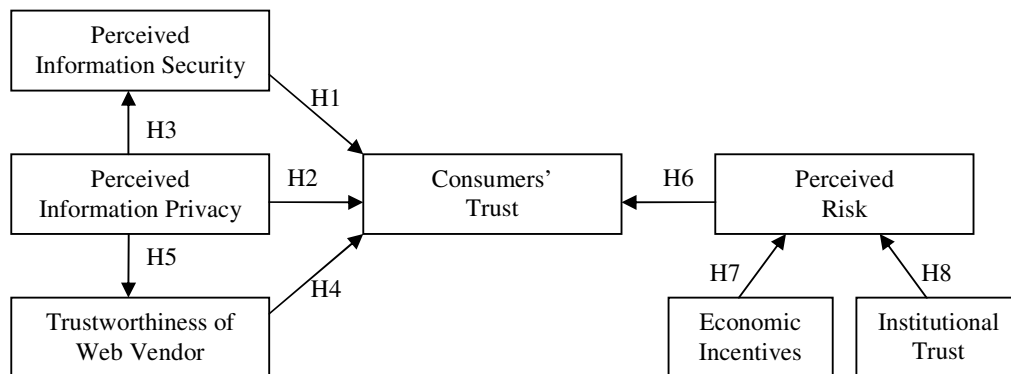 Perceived
Information Security
H1
H3
Perceived
Information Privacy
H2
Consumers’
Trust
H6
Perceived
Risk
H5
H4
H7
H8
Trustworthiness of
Web Vendor
Economic
Incentives
Institutional
Trust